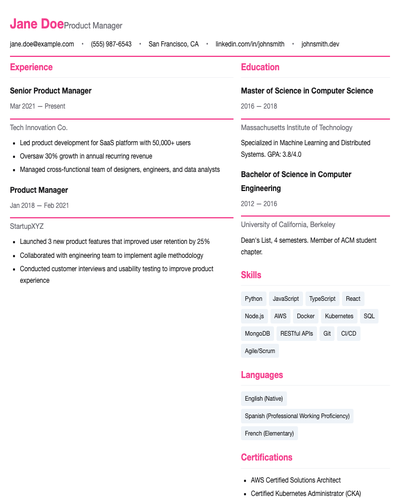 Jane Doe Product Manager
jane.doe@example.com • (555) 987-6543 • San Francisco, CA • linkedin.com/in/johnsmith • johnsmith.dev
Experience
Senior Product Manager
Mar 2021 — Present
Tech Innovation Co.
• Led product development for SaaS platform with 50,000+ users
• Oversaw 30% growth in annual recurring revenue
• Managed cross-functional team of designers, engineers, and data analysts
Product Manager
Jan 2018 — Feb 2021
StartupXYZ
• Launched 3 new product features that improved user retention by 25%
• Collaborated with engineering team to implement agile methodology
• Conducted customer interviews and usability testing to improve product
experience
Education
Master of Science in Computer Science
2016 — 2018
Massachusetts Institute of Technology
Specialized in Machine Learning and Distributed
Systems. GPA: 3.8/4.0
Bachelor of Science in Computer
Engineering
2012 — 2016
University of California, Berkeley
Dean's List, 4 semesters. Member of ACM student
chapter.
Skills
Python JavaScript TypeScript React
Node.js AWS Docker Kubernetes SQL
MongoDB RESTful APIs Git CI/CD
Agile/Scrum
Languages
English (Native)
Spanish (Professional Working Proficiency)
French (Elementary)
Certifications
• AWS Certified Solutions Architect
• Certified Kubernetes Administrator (CKA)